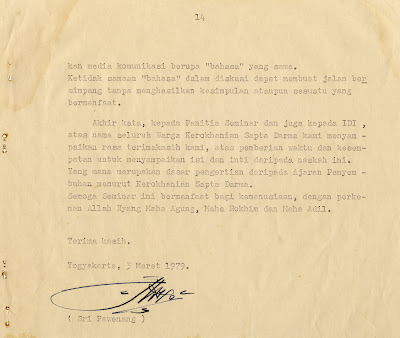 14
kan media komunikasi berupa "bahasa" yang sama.
Ketidak samaan "bahasa" dalam diskusi dapat membuat jalan ber
simpang tanpa menghasilkan kesimpulan ataupun sesuatu yang
bermanfaat.
Akhir kata, kepada Panitia Seminar dan juga kepada IDI ,
atas nama seluruh Warga Kerokhanian Sapta Darma kami menyam -
paikan rasa terimakasih kami, atas pemberian waktu dan kesem-
patan untuk menyampaikan isi dan inti daripada naskah ini.
Yang mana merupakan dasar pengertian daripada Ajaran Penyem -
buhan menurut Kerokhanian Sapta Darma.
Semoga Seminar ini bermanfaat bagi kemanusiaan, dengan perke-
nan Allah Hyang Maha Agung, Maha Rokhim dan Maha Adil.
Terima kasih.
Yogyakarta, 3 Maret 1979.
( Sri Pawenang )